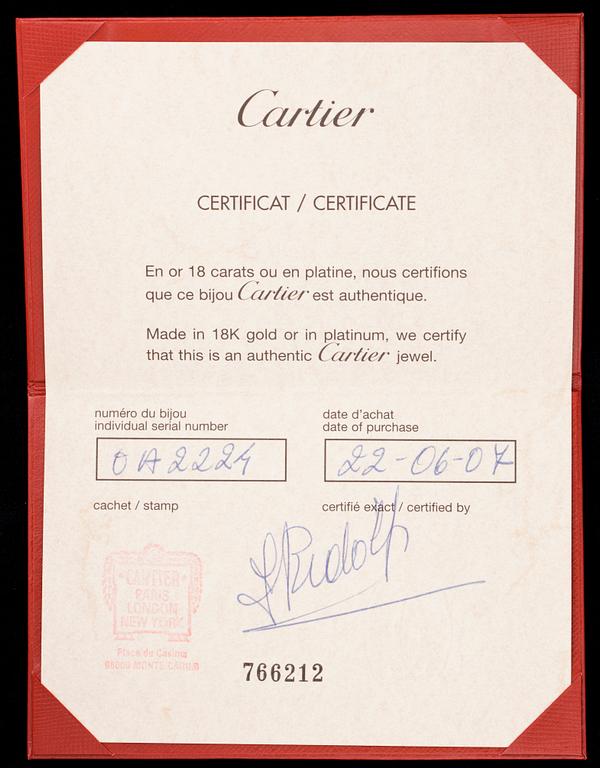 Cartier
CERTIFICAT / CERTIFICATE
En or 18 carats ou en platine, nous certifions
que ce bijou Cartier est authentique.
Made in 18K gold or in platinum, we certify
that this is an authentic Cartier jewel.
numéro du bijou
individual serial number
OA2224
date d'achat
date of purchase
22-06-07
cachet / stamp
certifié exact / certified by
CARTIER
PARIS
LONDON
NEW YORK
Place du Casino
98000 MONTE CARLO
766212